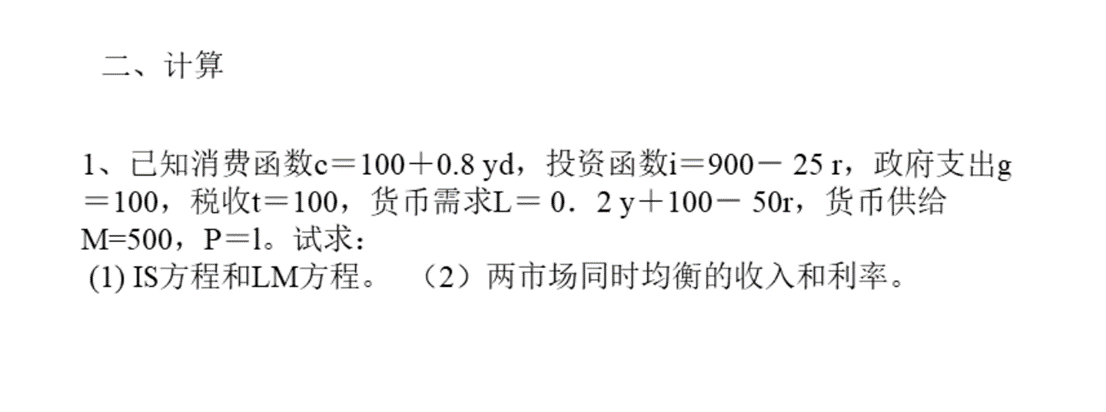 二、计算
1、已知消费函数c＝100＋0.8 yd，投资函数i＝900－ 25 r，政府支出g
＝100，税收t＝100，货币需求L＝ 0．2 y＋100－ 50r，货币供给
M=500，P＝l。试求：
(1) IS方程和LM方程。 （2）两市场同时均衡的收入和利率。